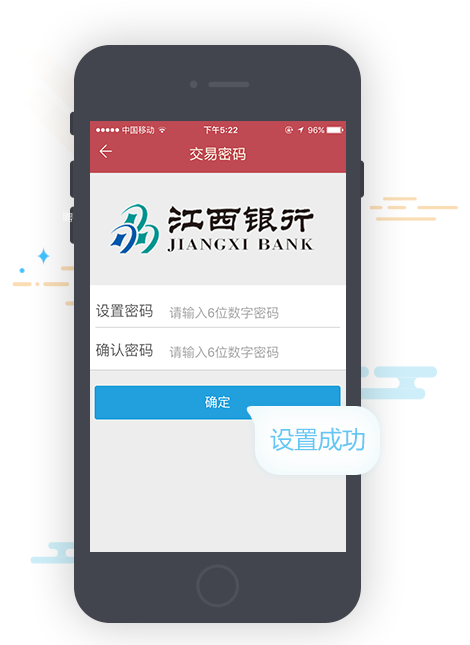 中国移动 下午5:22 96%
交易密码
江西银行
JIANGXI BANK
设置密码 请输入6位数字密码
确认密码 请输入6位数字密码
确定
设置成功